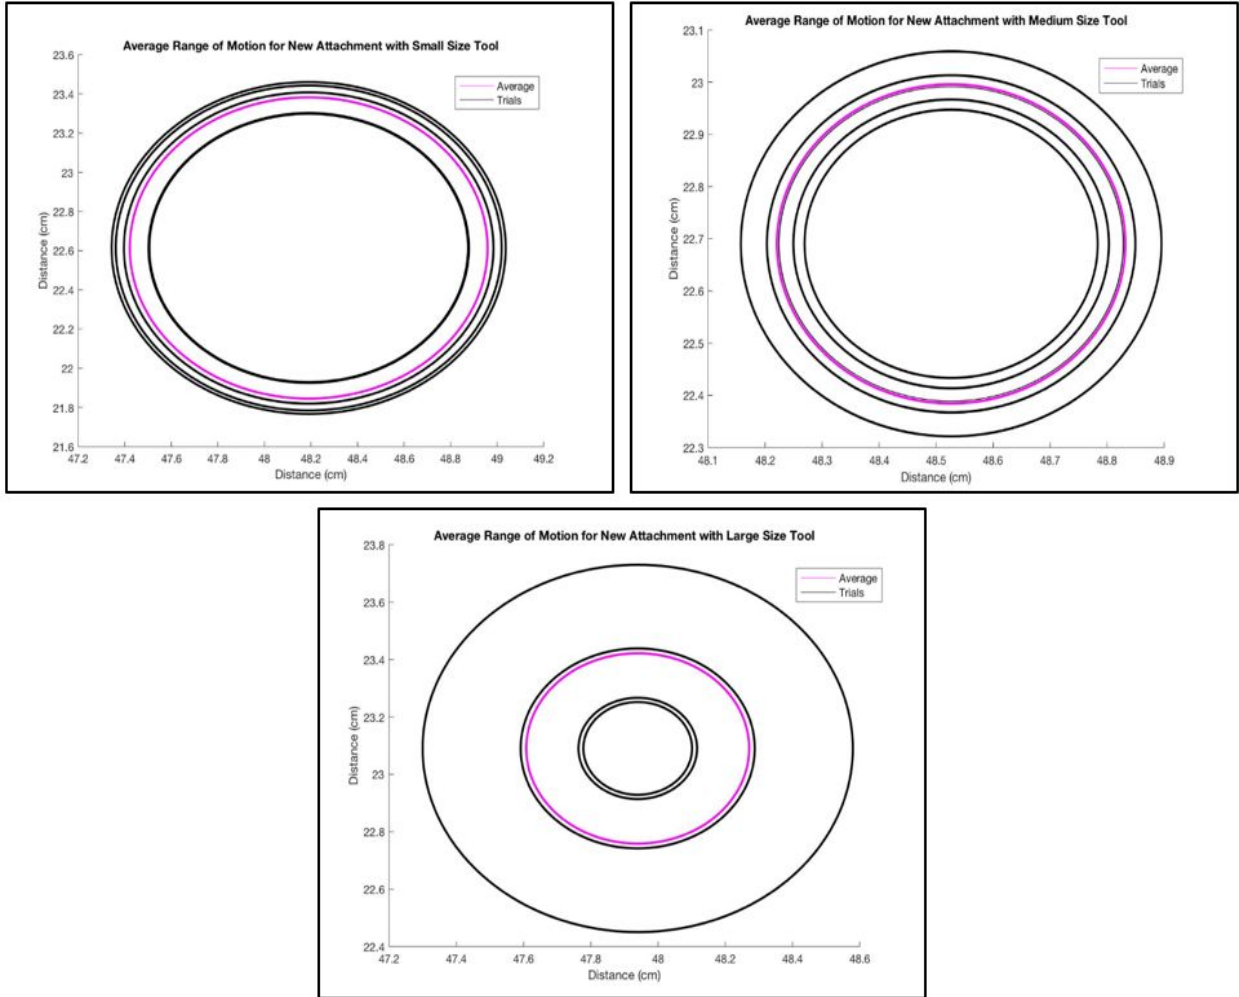 Average Range of Motion for New Attachment with Small Size Tool
23.6
23.4
23.2
23
22.8
22.6
22.4
22.2
22
21.8
21.6
Distance (cm)
Average
Trials
47.2 47.4 47.6 47.8 48 48.2 48.4 48.6 48.8 49 49.2
Distance (cm)
Average Range of Motion for New Attachment with Medium Size Tool
23.1
23
22.9
22.8
22.7
22.6
22.5
22.4
22.3
Distance (cm)
Average
Trials
48.1 48.2 48.3 48.4 48.5 48.6 48.7 48.8 48.9
Distance (cm)
Average Range of Motion for New Attachment with Large Size Tool
23.8
23.6
23.4
23.2
23
22.8
22.6
22.4
Distance (cm)
Average
Trials
47.2 47.4 47.6 47.8 48 48.2 48.4 48.6
Distance (cm)